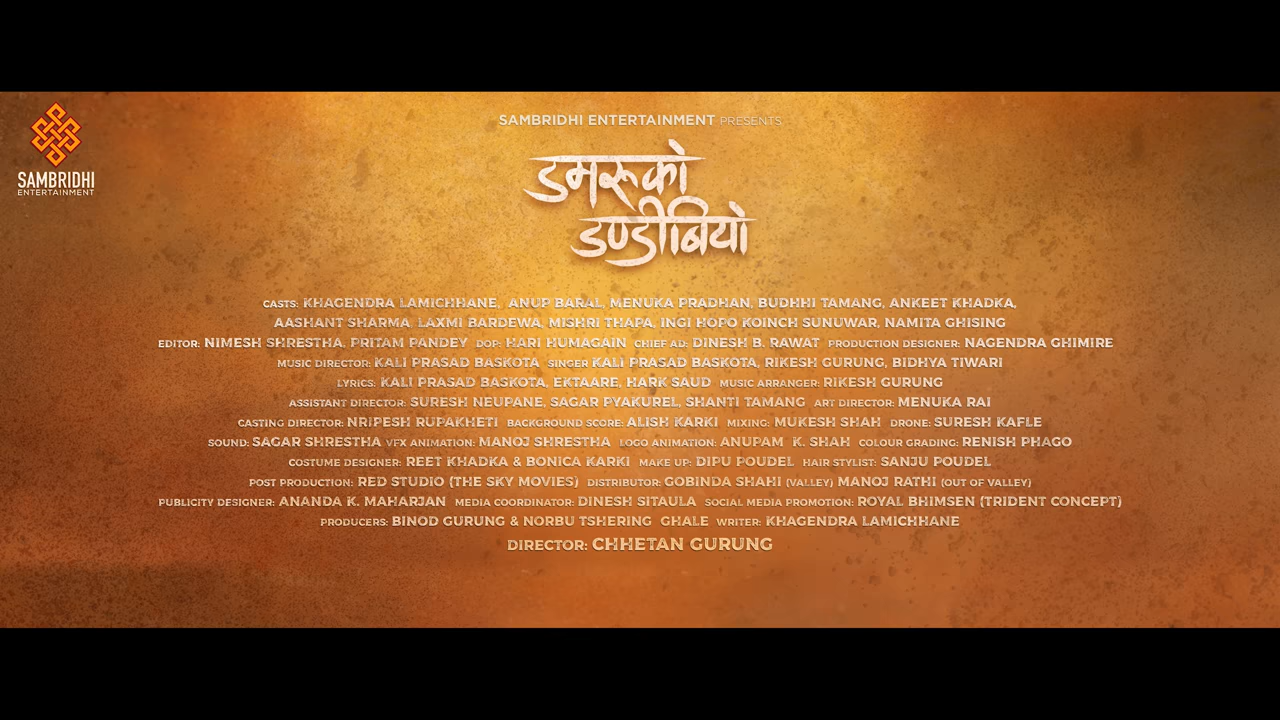 SAMBRIDHI ENTERTAINMENT PRESENTS
SAMBRIDHI
ENTERTAINMENT
डमरुको
डण्डीबियो
CASTS: KHAGENDRA LAMICHHANE, ANUP BARAL, MENUKA PRADHAN, BUDHHI TAMANG, ANKEET KHADKA,
AASHANT SHARMA, LAXMI BARDEWA, MISHRI THAPA, INGI HOPO KOINCH SUNUWAR, NAMITA GHISING
EDITOR: NIMESH SHRESTHA, PRITAM PANDEY DOP: HARI HUMAGAIN CHIEF AD: DINESH B. RAWAT PRODUCTION DESIGNER: NAGENDRA GHIMIRE
MUSIC DIRECTOR: KALI PRASAD BASKOTA SINGER KALI PRASAD BASKOTA, RIKESH GURUNG, BIDHYA TIWARI
LYRICS: KALI PRASAD BASKOTA, EKTAARE, HARK SAUD MUSIC ARRANGER: RIKESH GURUNG
ASSISTANT DIRECTOR: SURESH NEUPANE, SAGAR PYAKUREL, SHANTI TAMANG ART DIRECTOR: MENUKA RAI
CASTING DIRECTOR: NRIPESH RUPAKHETI BACKGROUND SCORE: ALISH KARKI MIXING: MUKESH SHAH DRONE: SURESH KAFLE
SOUND: SAGAR SHRESTHA VFX ANIMATION: MANOJ SHRESTHA LOGO ANIMATION: ANUPAM K. SHAH COLOUR GRADING: RENISH PHAGO
COSTUME DESIGNER: REET KHADKA & BONICA KARKI MAKE UP: DIPU POUDEL HAIR STYLIST: SANJU POUDEL
POST PRODUCTION: RED STUDIO (THE SKY MOVIES) DISTRIBUTOR: GOBINDA SHAHI (VALLEY) MANOJ RATHI (OUT OF VALLEY)
PUBLICITY DESIGNER: ANANDA K. MAHARJAN MEDIA COORDINATOR: DINESH SITAULA SOCIAL MEDIA PROMOTION: ROYAL BHIMSEN (TRIDENT CONCEPT)
PRODUCERS: BINOD GURUNG & NORBU TSHERING GHALE WRITER: KHAGENDRA LAMICHHANE
DIRECTOR: CHHETAN GURUNG